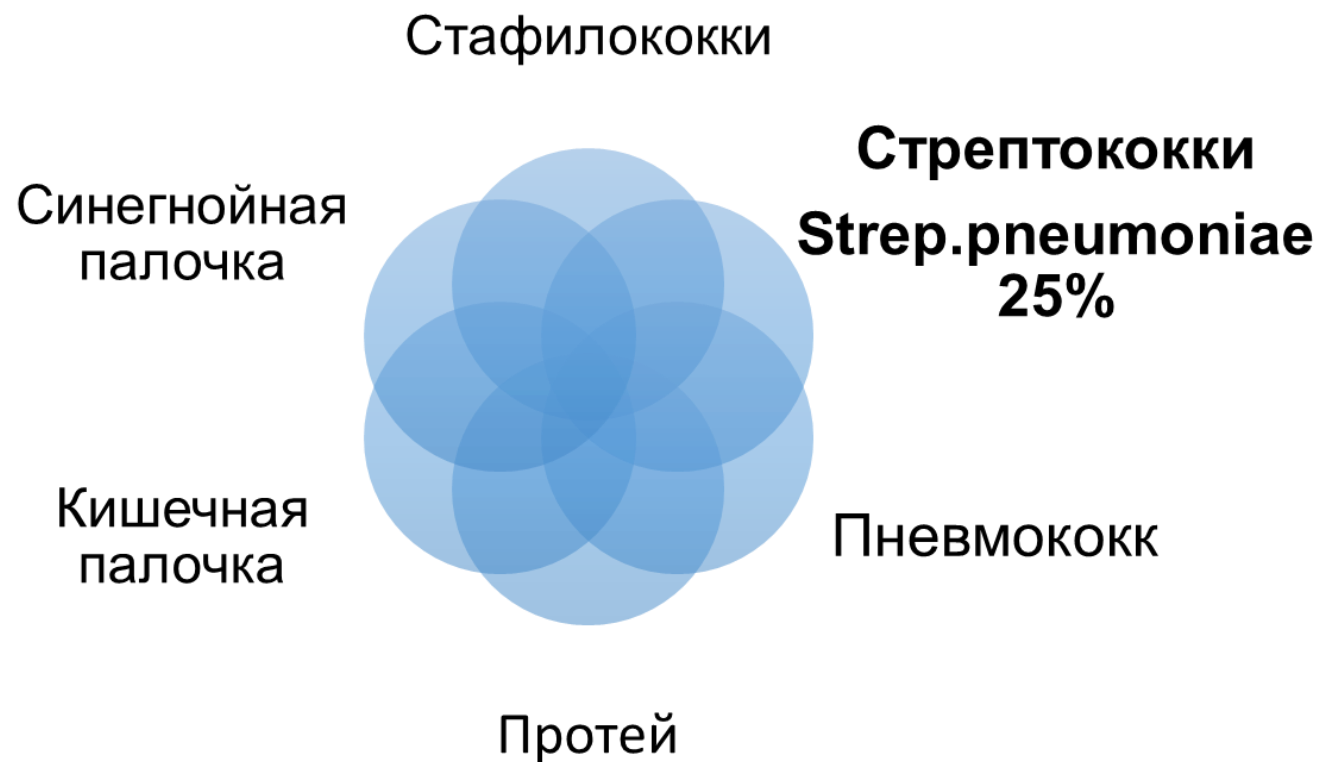 Стафилококки
Стрептококки
Strep.pneumoniae
25%
Синегнойная
палочка
Кишечная
палочка
Пневмококк
Протей